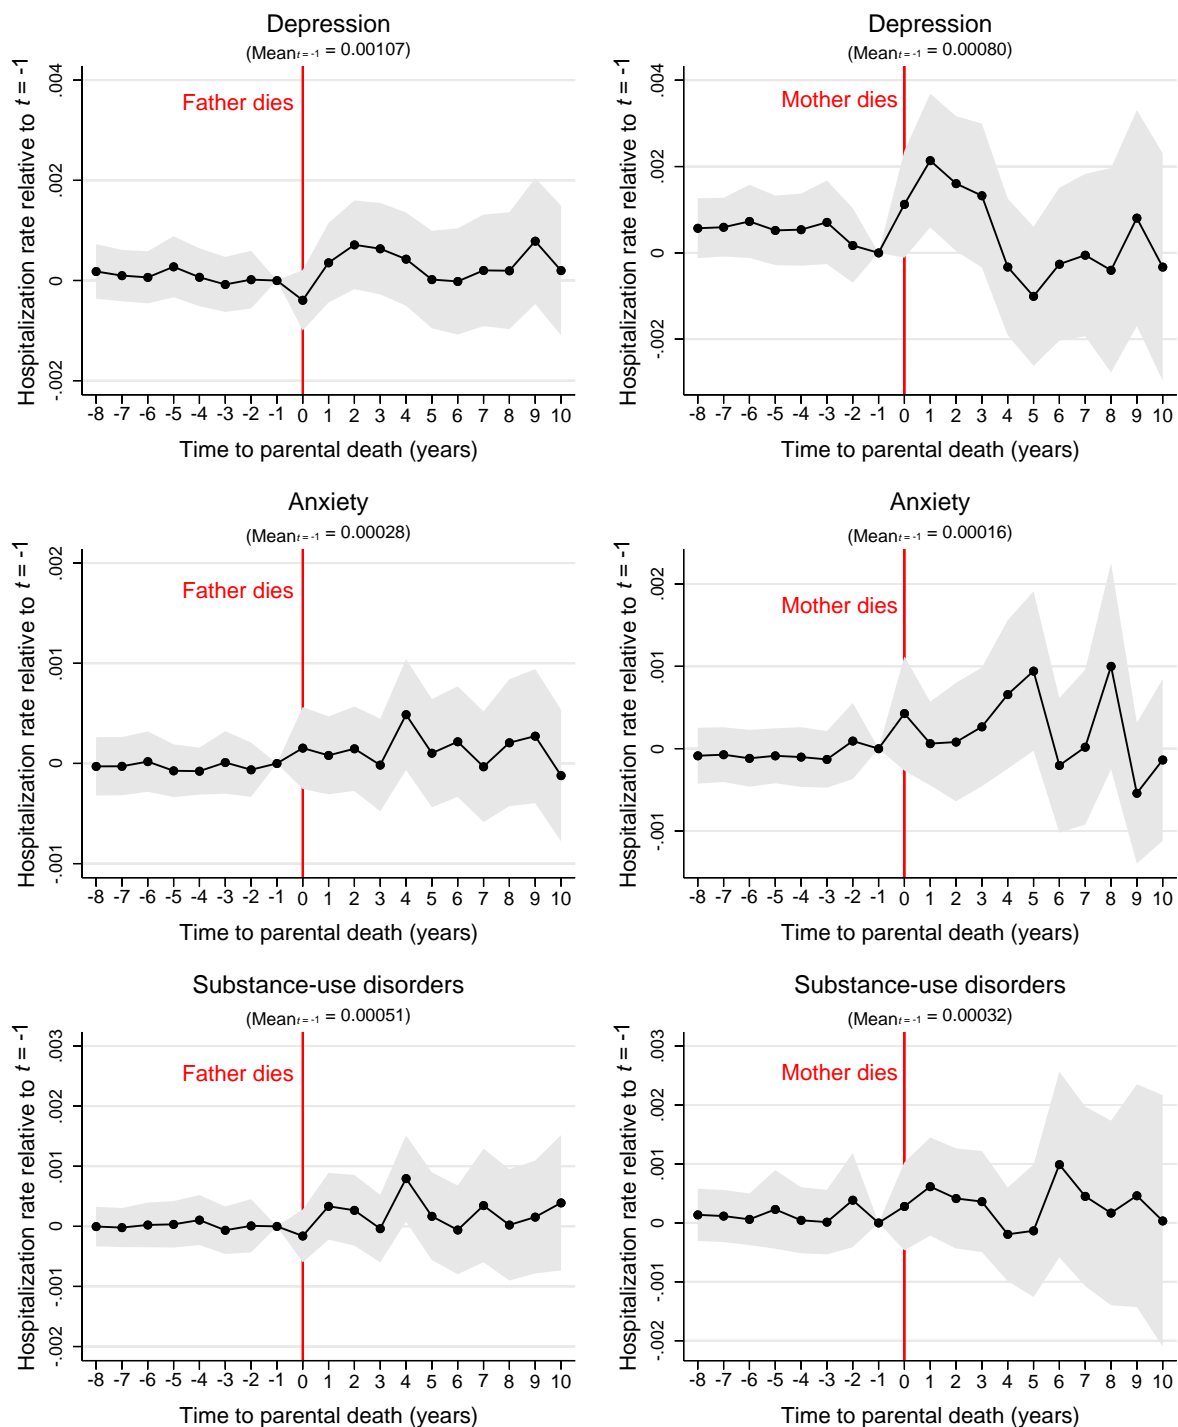 Depression
(Mean t = -1 = 0.00107)
Hospitalization rate relative to t = -1
.004
.002
0
-.002
Father dies
-8 -7 -6 -5 -4 -3 -2 -1 0 1 2 3 4 5 6 7 8 9 10
Time to parental death (years)
Depression
(Mean t = -1 = 0.00080)
Hospitalization rate relative to t = -1
.004
.002
0
-.002
Mother dies
-8 -7 -6 -5 -4 -3 -2 -1 0 1 2 3 4 5 6 7 8 9 10
Time to parental death (years)
Anxiety
(Mean t = -1 = 0.00028)
Hospitalization rate relative to t = -1
.002
.001
0
-.001
Father dies
-8 -7 -6 -5 -4 -3 -2 -1 0 1 2 3 4 5 6 7 8 9 10
Time to parental death (years)
Anxiety
(Mean t = -1 = 0.00016)
Hospitalization rate relative to t = -1
.002
.001
0
-.001
Mother dies
-8 -7 -6 -5 -4 -3 -2 -1 0 1 2 3 4 5 6 7 8 9 10
Time to parental death (years)
Substance-use disorders
(Mean t = -1 = 0.00051)
Hospitalization rate relative to t = -1
.003
.002
.001
0
-.001
-.002
Father dies
-8 -7 -6 -5 -4 -3 -2 -1 0 1 2 3 4 5 6 7 8 9 10
Time to parental death (years)
Substance-use disorders
(Mean t = -1 = 0.00032)
Hospitalization rate relative to t = -1
.003
.002
.001
0
-.001
-.002
Mother dies
-8 -7 -6 -5 -4 -3 -2 -1 0 1 2 3 4 5 6 7 8 9 10
Time to parental death (years)